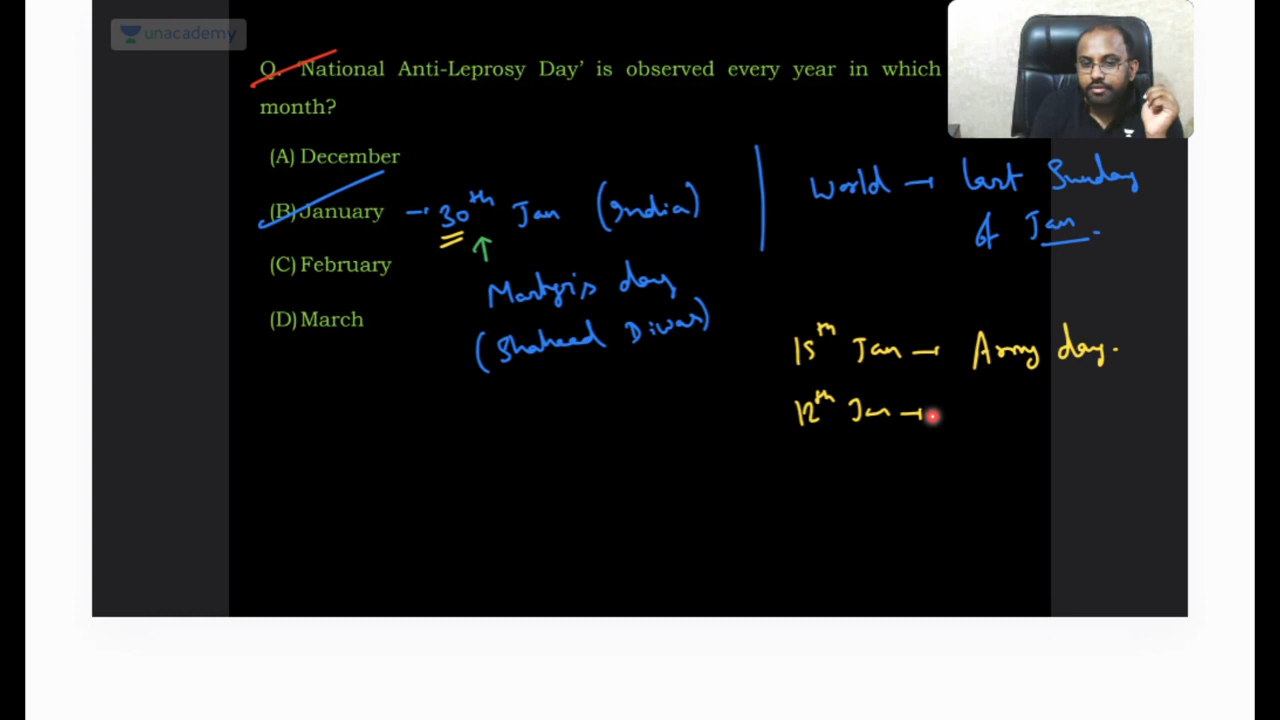 unacademy
Q. 'National Anti-Leprosy Day' is observed every year in which
month?
(A) December
(B) January → 30th Jan (India)
World → last Sunday
of Jan.
(C) February
Martyrs day
(D) March
(Shaheed Diwas)
15th Jan → Army day.
12th Jan →